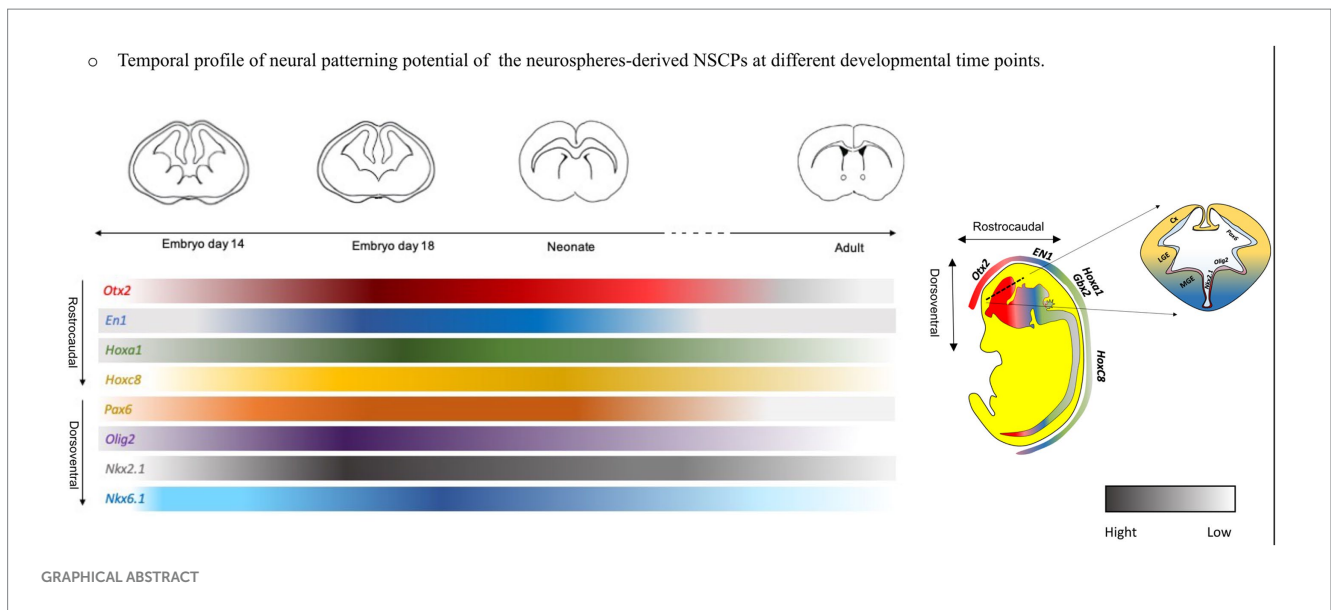 o Temporal profile of neural patterning potential of the neurospheres-derived NSCPs at different developmental time points.
Embryo day 14
Embryo day 18
Neonate
Adult
Rostrocaudal
Otx2
En1
Hoxa1
Hoxc8
Dorsoventral
Pax6
Olig2
Nkx2.1
Nkx6.1
Rostrocaudal
Dorsoventral
Otx2
EN1
Hoxa1
Gbx2
HoxC8
Cx
LGE
MGE
Pax6
Olig2
Nkx2.1
Hight
Low
GRAPHICAL ABSTRACT